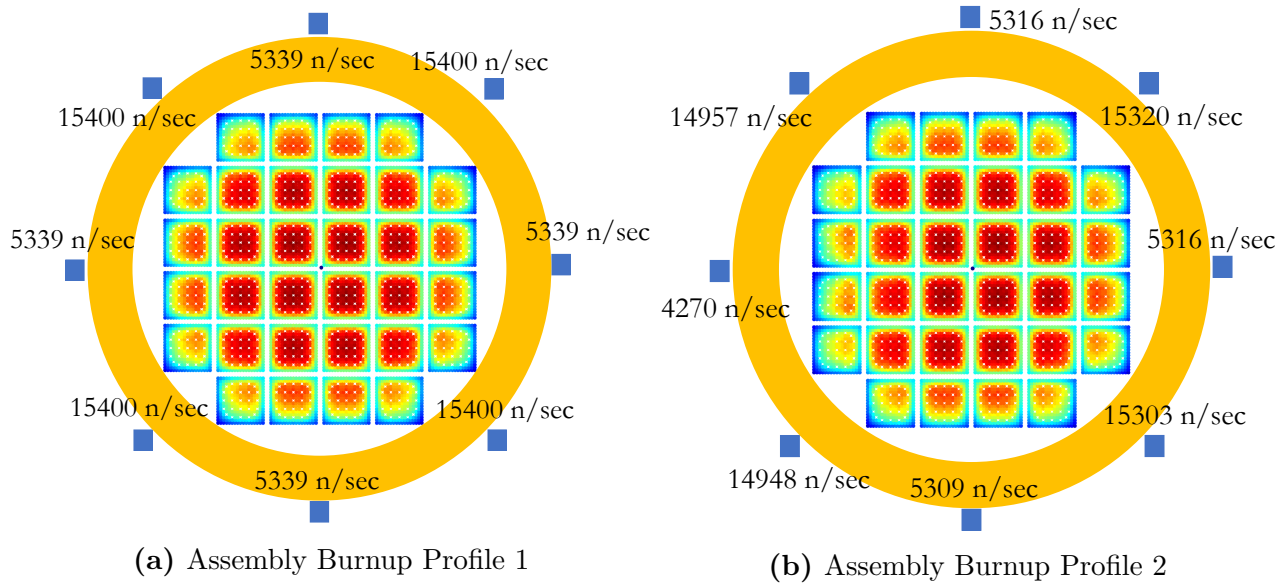 5339 n/sec
15400 n/sec
15400 n/sec
5339 n/sec
5339 n/sec
15400 n/sec
15400 n/sec
5339 n/sec
(a) Assembly Burnup Profile 1
5316 n/sec
14957 n/sec
15320 n/sec
5316 n/sec
4270 n/sec
15303 n/sec
14948 n/sec
5309 n/sec
(b) Assembly Burnup Profile 2